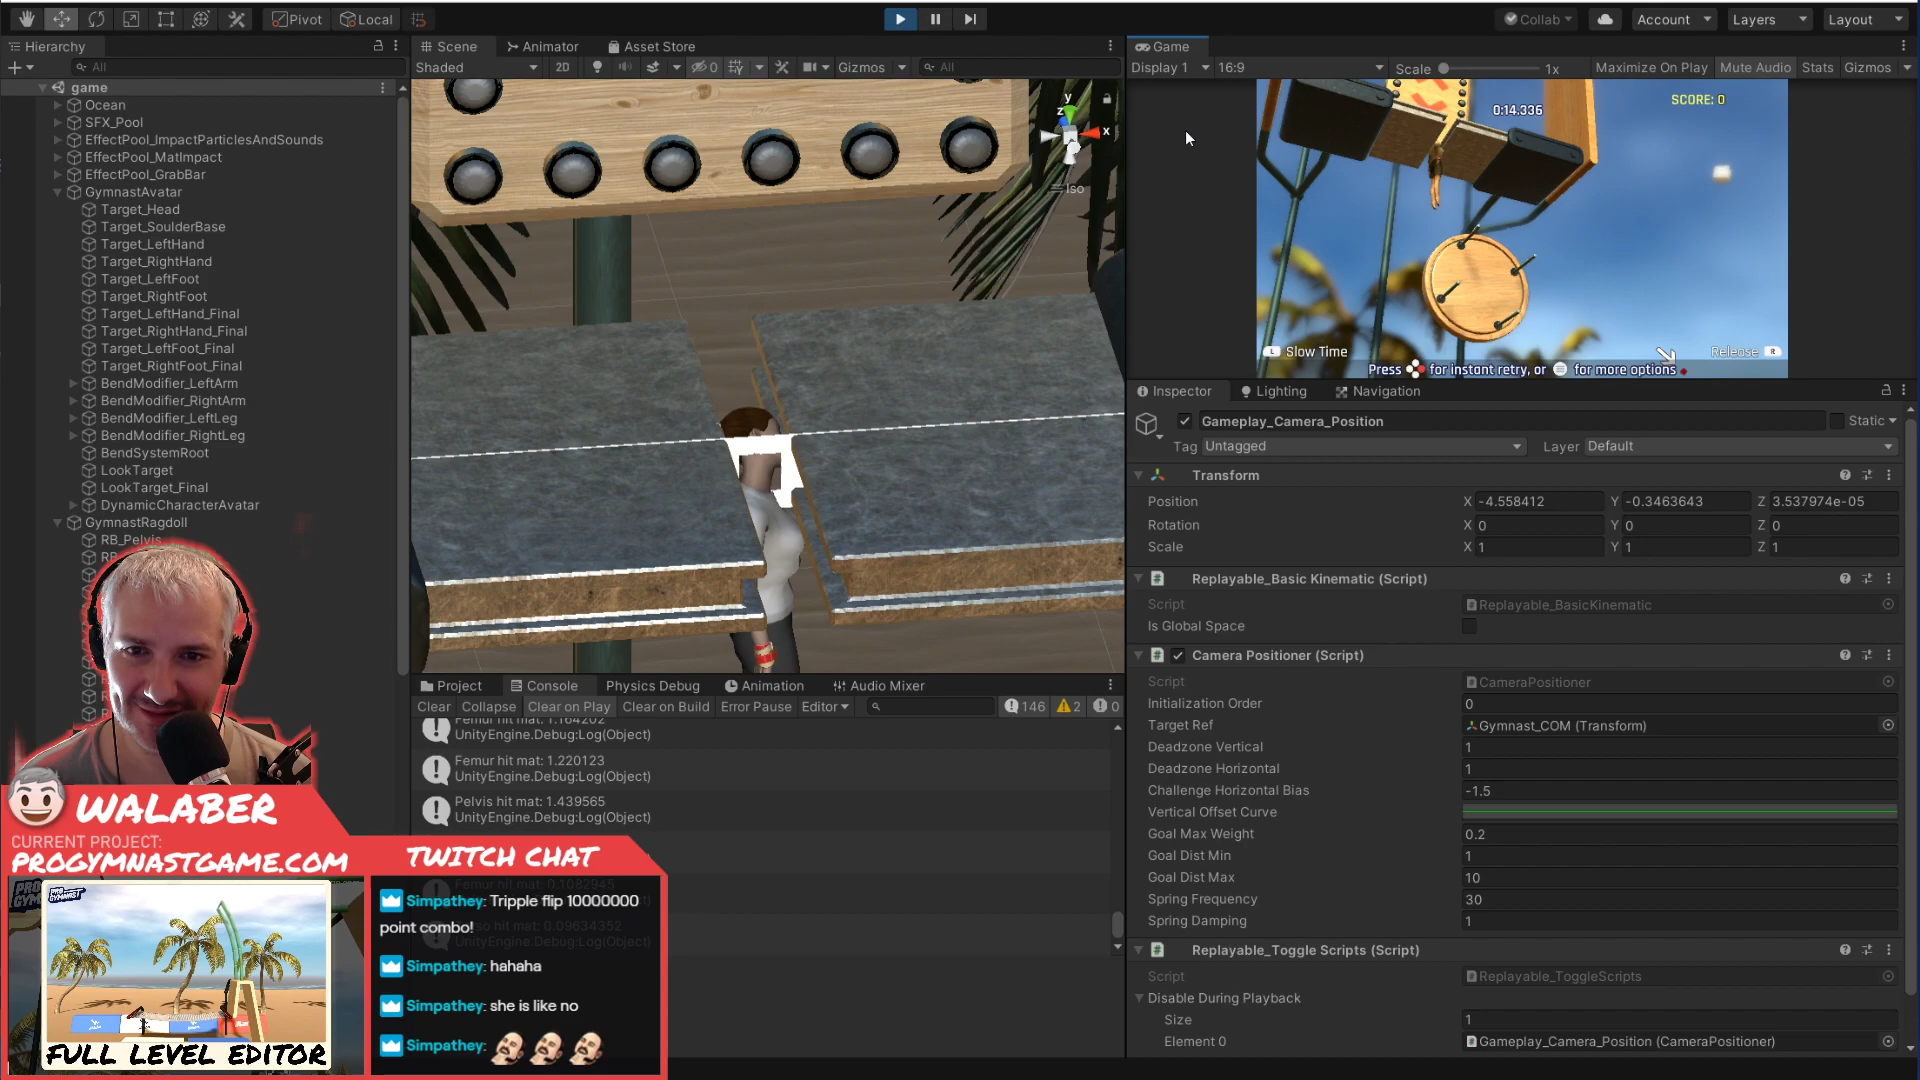 Pivot
Local
Collab
Account
Layers
Layout
Hierarchy
All
game
Ocean
SFX_Pool
EffectPool_ImpactParticlesAndSounds
EffectPool_MatImpact
EffectPool_GrabBar
GymnastAvatar
Target_Head
Target_SoulderBase
Target_LeftHand
Target_RightHand
Target_LeftFoot
Target_RightFoot
Target_LeftHand_Final
Target_RightHand_Final
Target_LeftFoot_Final
Target_RightFoot_Final
BendModifier_LeftArm
BendModifier_RightArm
BendModifier_LeftLeg
BendModifier_RightLeg
BendSystemRoot
LookTarget
LookTarget_Final
DynamicCharacterAvatar
GymnastRagdoll
RB_Pelvis
Scene
Animator
Asset Store
Shaded
2D
0
Gizmos
All
y
z
x
Iso
Game
Display 1
16:9
Scale
1x
Maximize On Play
Mute Audio
Stats
Gizmos
0:14.336
SCORE: 0
L Slow Time
Release R
Press for instant retry, or for more options
Inspector
Lighting
Navigation
Gameplay_Camera_Position
Static
Tag Untagged
Layer Default
Transform
Position X -4.558412 Y -0.3463643 Z 3.537974e-05
Rotation X 0 Y 0 Z 0
Scale X 1 Y 1 Z 1
Replayable_Basic Kinematic (Script)
Script Replayable_BasicKinematic
Is Global Space
Camera Positioner (Script)
Script CameraPositioner
Initialization Order 0
Target Ref Gymnast_COM (Transform)
Deadzone Vertical 1
Deadzone Horizontal 1
Challenge Horizontal Bias -1.5
Vertical Offset Curve
Goal Max Weight 0.2
Goal Dist Min 1
Goal Dist Max 10
Spring Frequency 30
Spring Damping 1
Replayable_Toggle Scripts (Script)
Script Replayable_ToggleScripts
Disable During Playback
Size 1
Element 0 Gameplay_Camera_Position (CameraPositioner)
Project
Console
Physics Debug
Animation
Audio Mixer
Clear
Collapse
Clear on Play
Clear on Build
Error Pause
Editor
146
2
0
Femur hit mat: 1.164202
UnityEngine.Debug:Log(Object)
Femur hit mat: 1.220123
UnityEngine.Debug:Log(Object)
Pelvis hit mat: 1.439565
UnityEngine.Debug:Log(Object)
WALABER
CURRENT PROJECT:
PROGYMNASTGAME.COM
FULL LEVEL EDITOR
TWITCH CHAT
Simpathey: Tripple flip 10000000
point combo!
Simpathey: hahaha
Simpathey: she is like no
Simpathey: